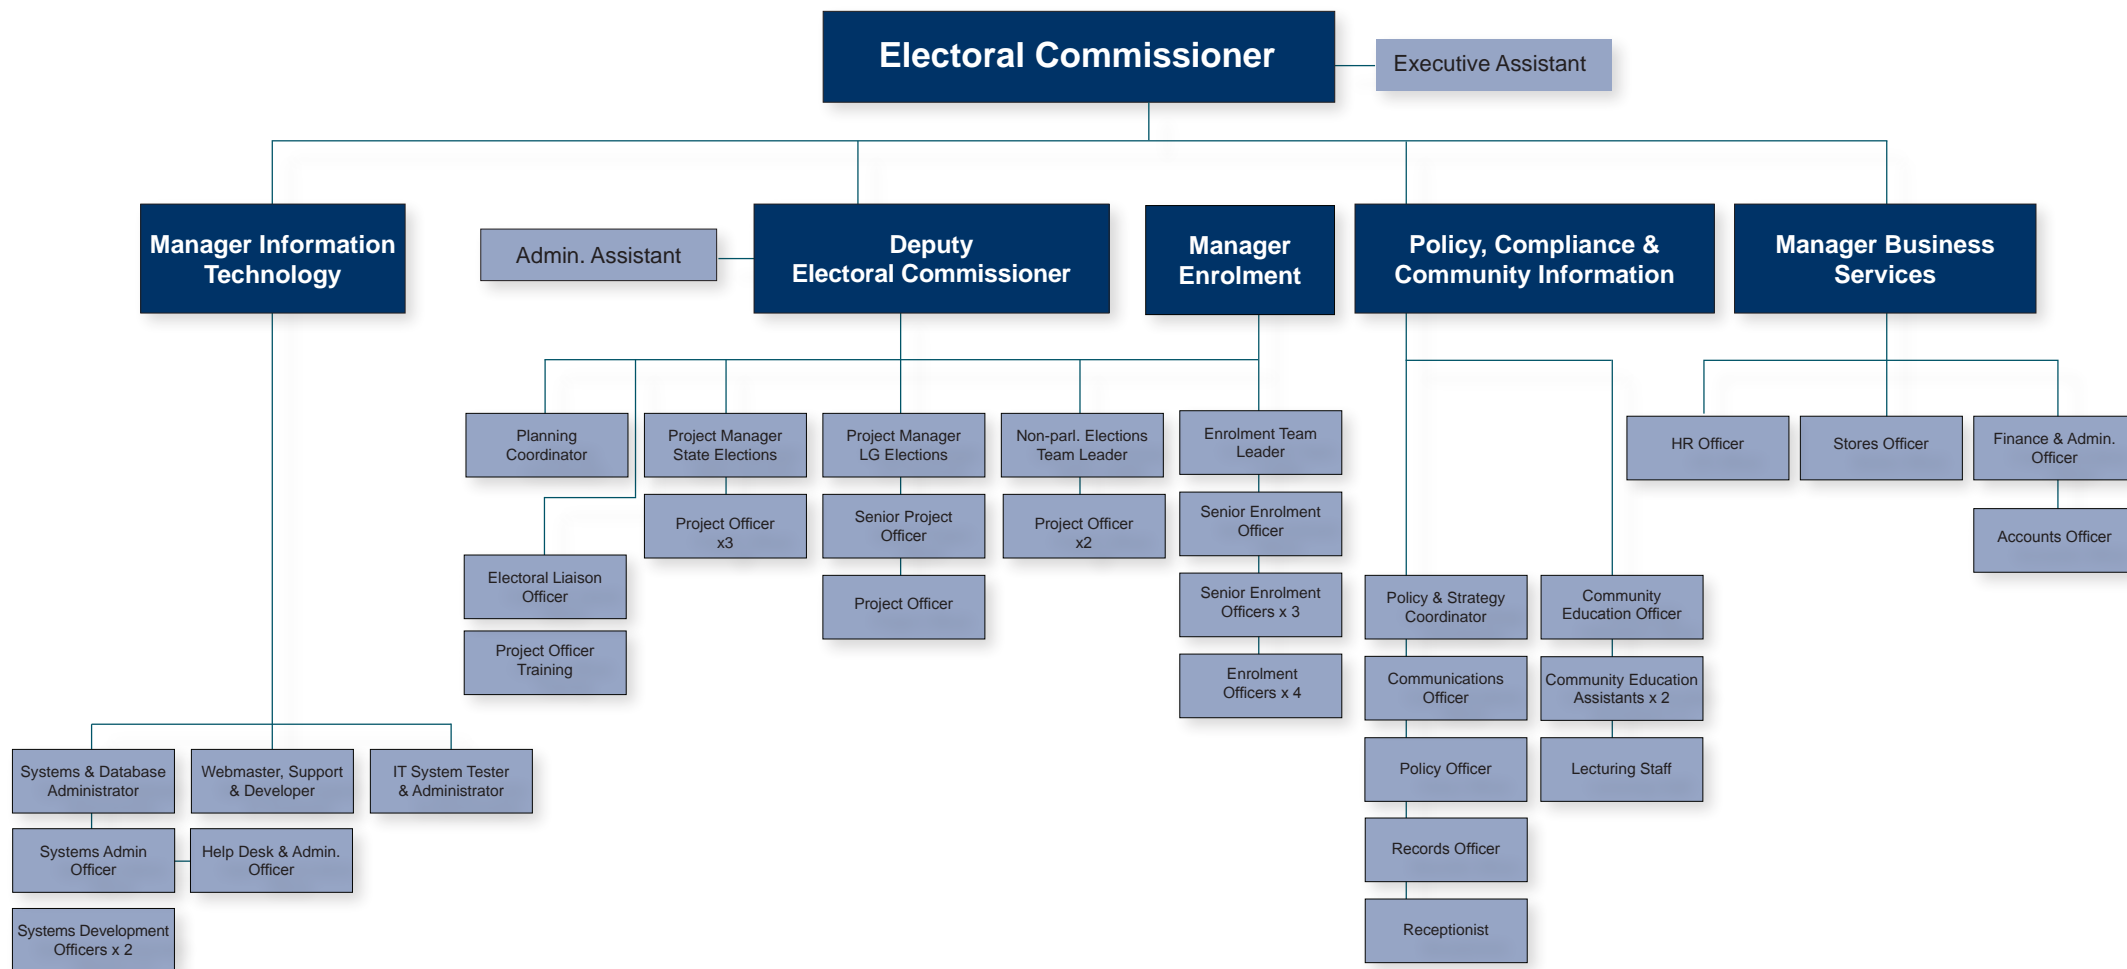 Electoral Commissioner
Executive Assistant
Manager Information
Technology
Admin. Assistant
Deputy
Electoral Commissioner
Manager
Enrolment
Policy, Compliance &
Community Information
Manager Business
Services
Planning
Coordinator
Project Manager
State Elections
Project Manager
LG Elections
Non-parl. Elections
Team Leader
Enrolment Team
Leader
HR Officer
Stores Officer
Finance & Admin.
Officer
Project Officer
x3
Senior Project
Officer
Project Officer
x2
Senior Enrolment
Officer
Accounts Officer
Electoral Liaison
Officer
Project Officer
Senior Enrolment
Officers x 3
Policy & Strategy
Coordinator
Community
Education Officer
Project Officer
Training
Enrolment
Officers x 4
Communications
Officer
Community Education
Assistants x 2
Systems & Database
Administrator
Webmaster, Support
& Developer
IT System Tester
& Administrator
Policy Officer
Lecturing Staff
Systems Admin
Officer
Help Desk & Admin.
Officer
Records Officer
Systems Development
Officers x 2
Receptionist